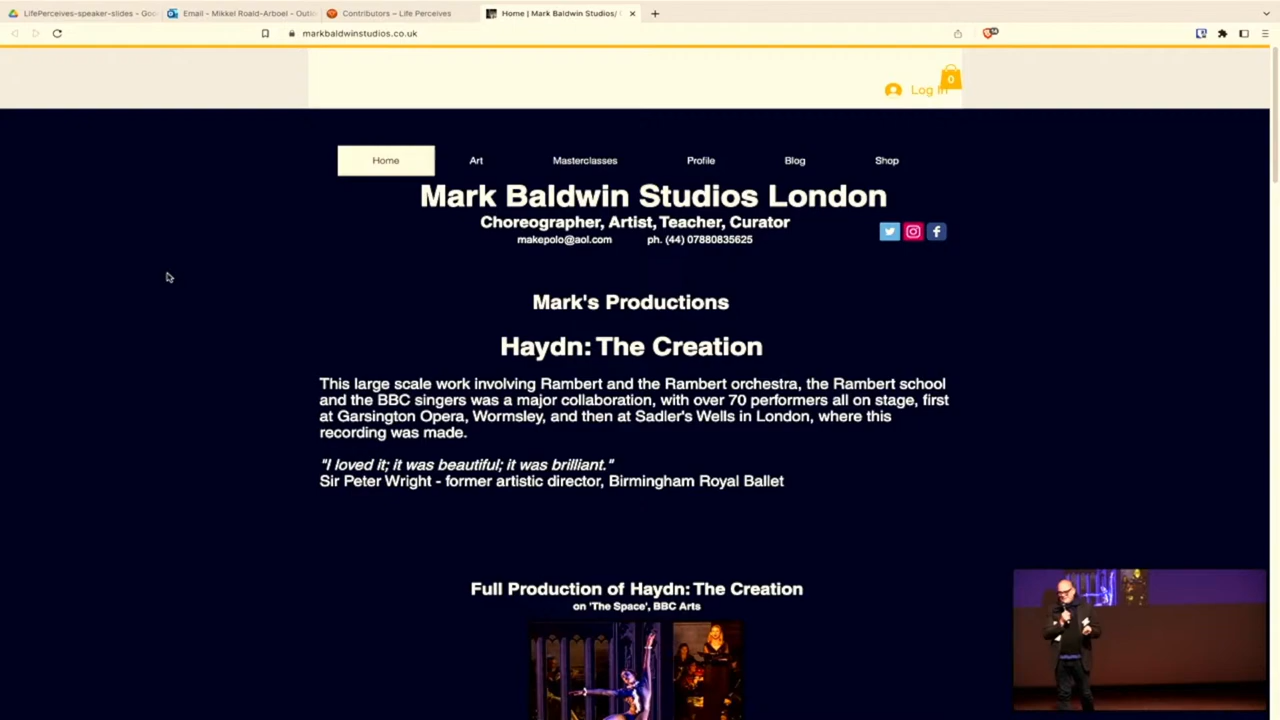 LifePerceives-speaker-slides - Goo
Email - Mikkel Roald-Arboel - Outl
Contributors – Life Perceives
Home | Mark Baldwin Studios/
markbaldwinstudios.co.uk
0
Log In
Home
Art
Masterclasses
Profile
Blog
Shop
Mark Baldwin Studios London
Choreographer, Artist, Teacher, Curator
makepolo@aol.com ph. (44) 07880835625
Mark's Productions
Haydn: The Creation
This large scale work involving Rambert and the Rambert orchestra, the Rambert school
and the BBC singers was a major collaboration, with over 70 performers all on stage, first
at Garsington Opera, Wormsley, and then at Sadler's Wells in London, where this
recording was made.
"I loved it; it was beautiful; it was brilliant."
Sir Peter Wright - former artistic director, Birmingham Royal Ballet
Full Production of Haydn: The Creation
on 'The Space', BBC Arts